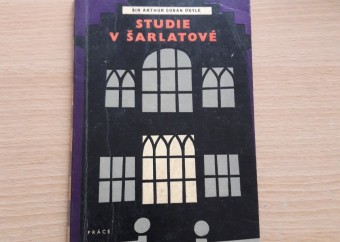 SIR ARTHUR CONAN DOYLE
STUDIE
V ŠARLATOVÉ
PRÁCE